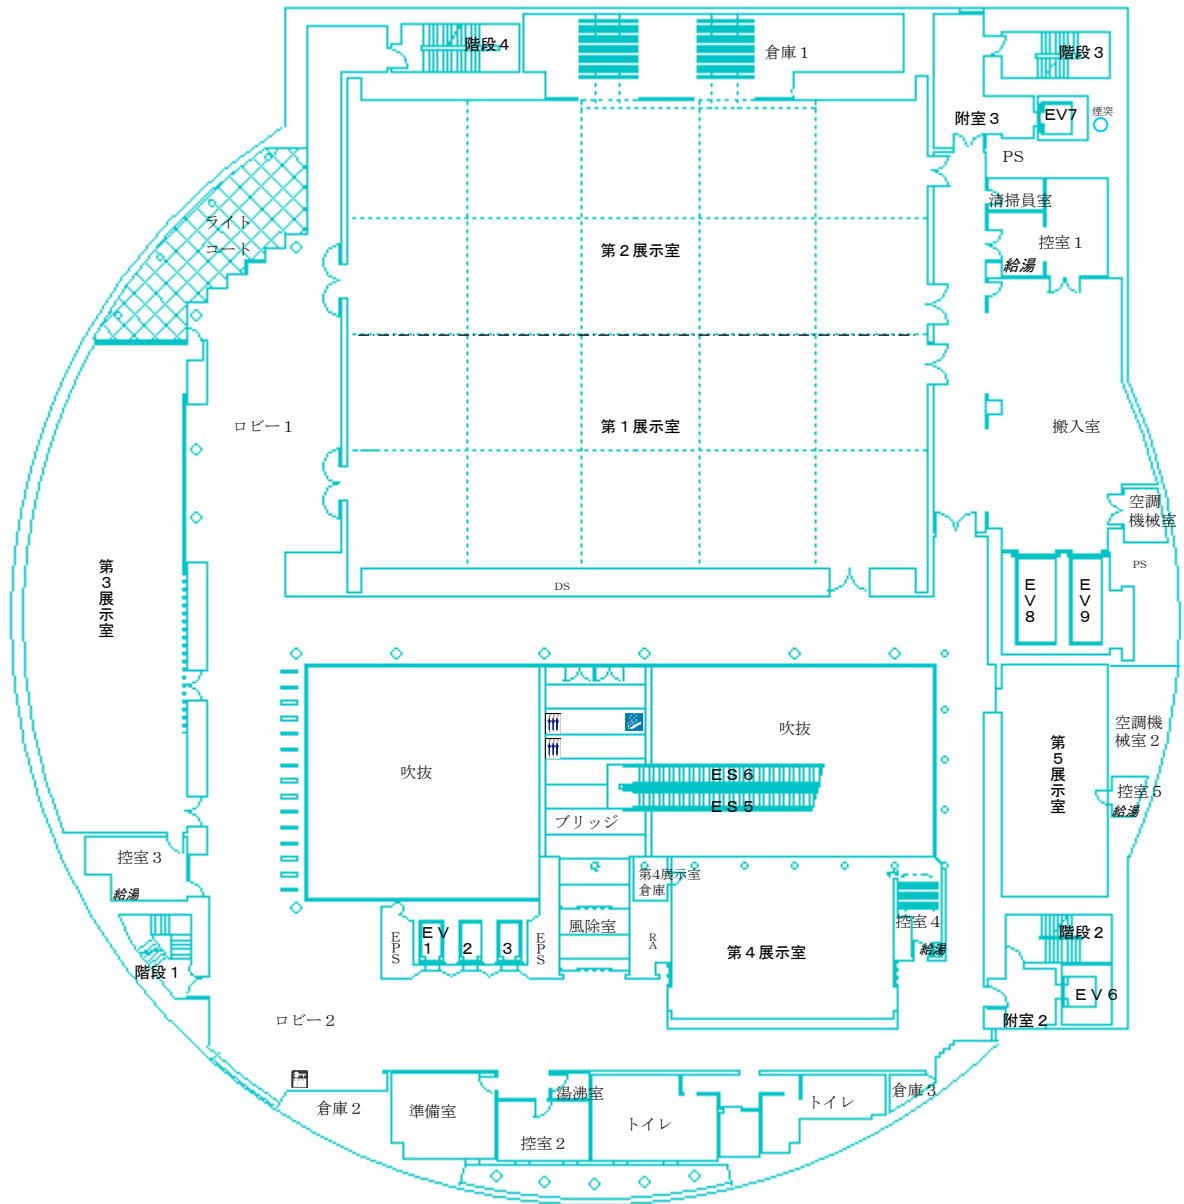 階段４
倉庫１
階段３
附室３
EV7
煙突
PS
清掃員室
控室１
給湯
ライト
コート
第２展示室
ロビー１
第１展示室
搬入室
空調
機械室
PS
第３展示室
DS
EV8
EV9
吹抜
吹抜
ＥＳ６
ＥＳ５
ブリッジ
第５展示室
空調機
械室２
控室５
給湯
控室３
給湯
第4展示室
倉庫
階段１
EPS
ＥＶ
1
2
3
EPS
風除室
RA
第４展示室
控室４
給湯
階段２
ＥＶ６
附室２
ロビー２
倉庫２
準備室
湯沸室
控室２
トイレ
トイレ
倉庫３